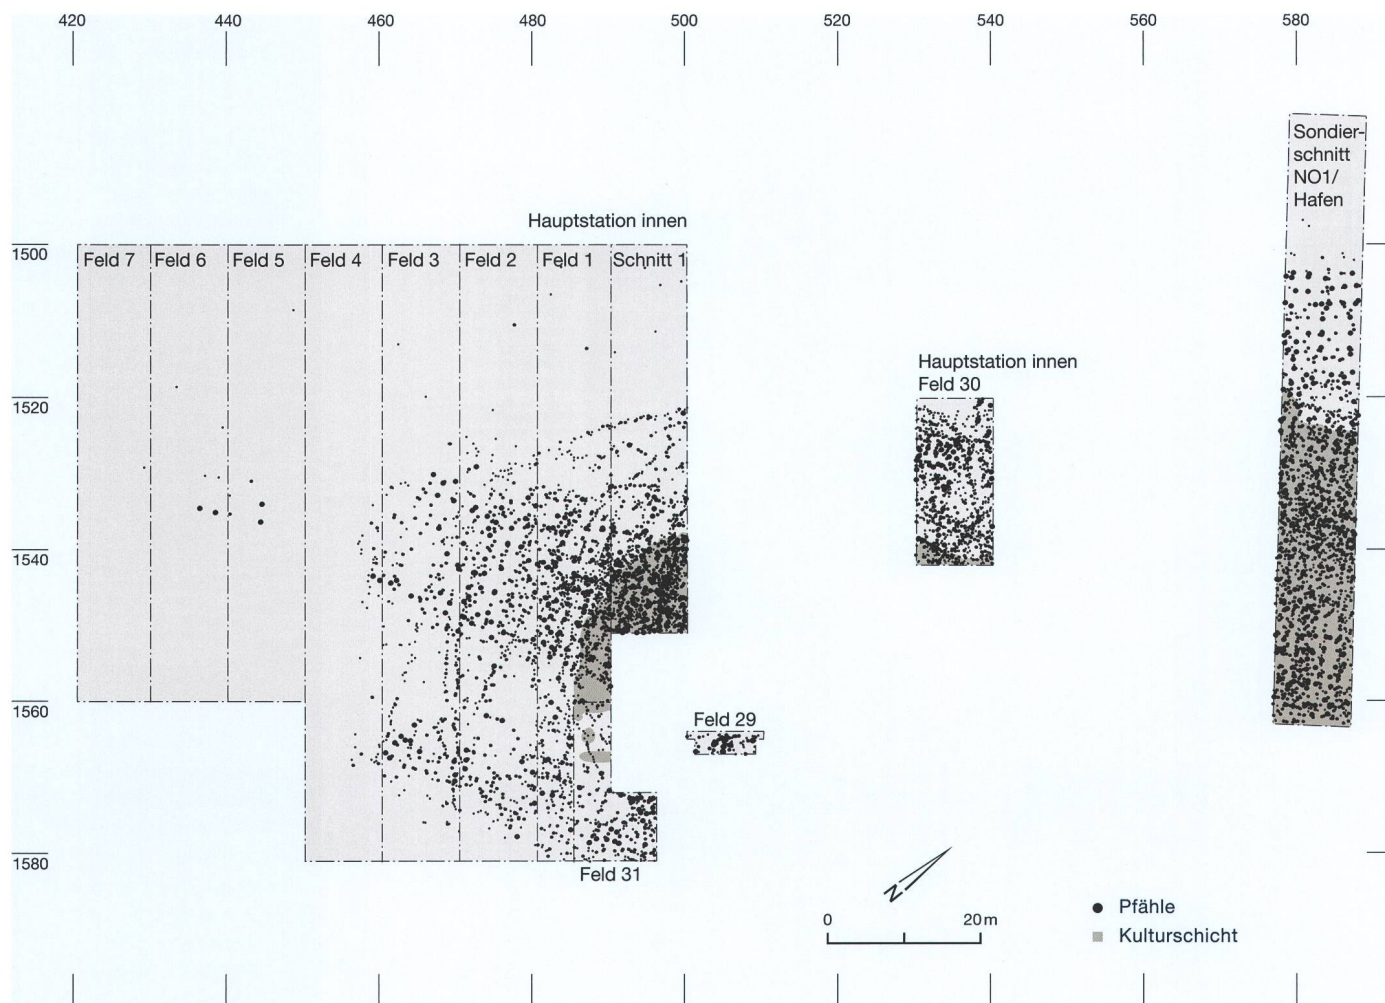 420 440 460 480 500 520 540 560 580
Sondier-
schnitt
NO1/
Hafen
Hauptstation innen
1500
Feld 7 Feld 6 Feld 5 Feld 4 Feld 3 Feld 2 Feld 1 Schnitt 1
Hauptstation innen
Feld 30
1520
1540
1560
Feld 29
1580
Feld 31
N
0 20 m
Pfähle
Kulturschicht